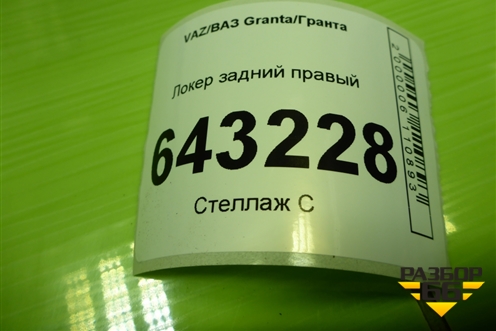 VAZ/ВАЗ Granta/Гранта
Локер задний правый
643228
Стеллаж С
2000006110893
РАЗБОР
66